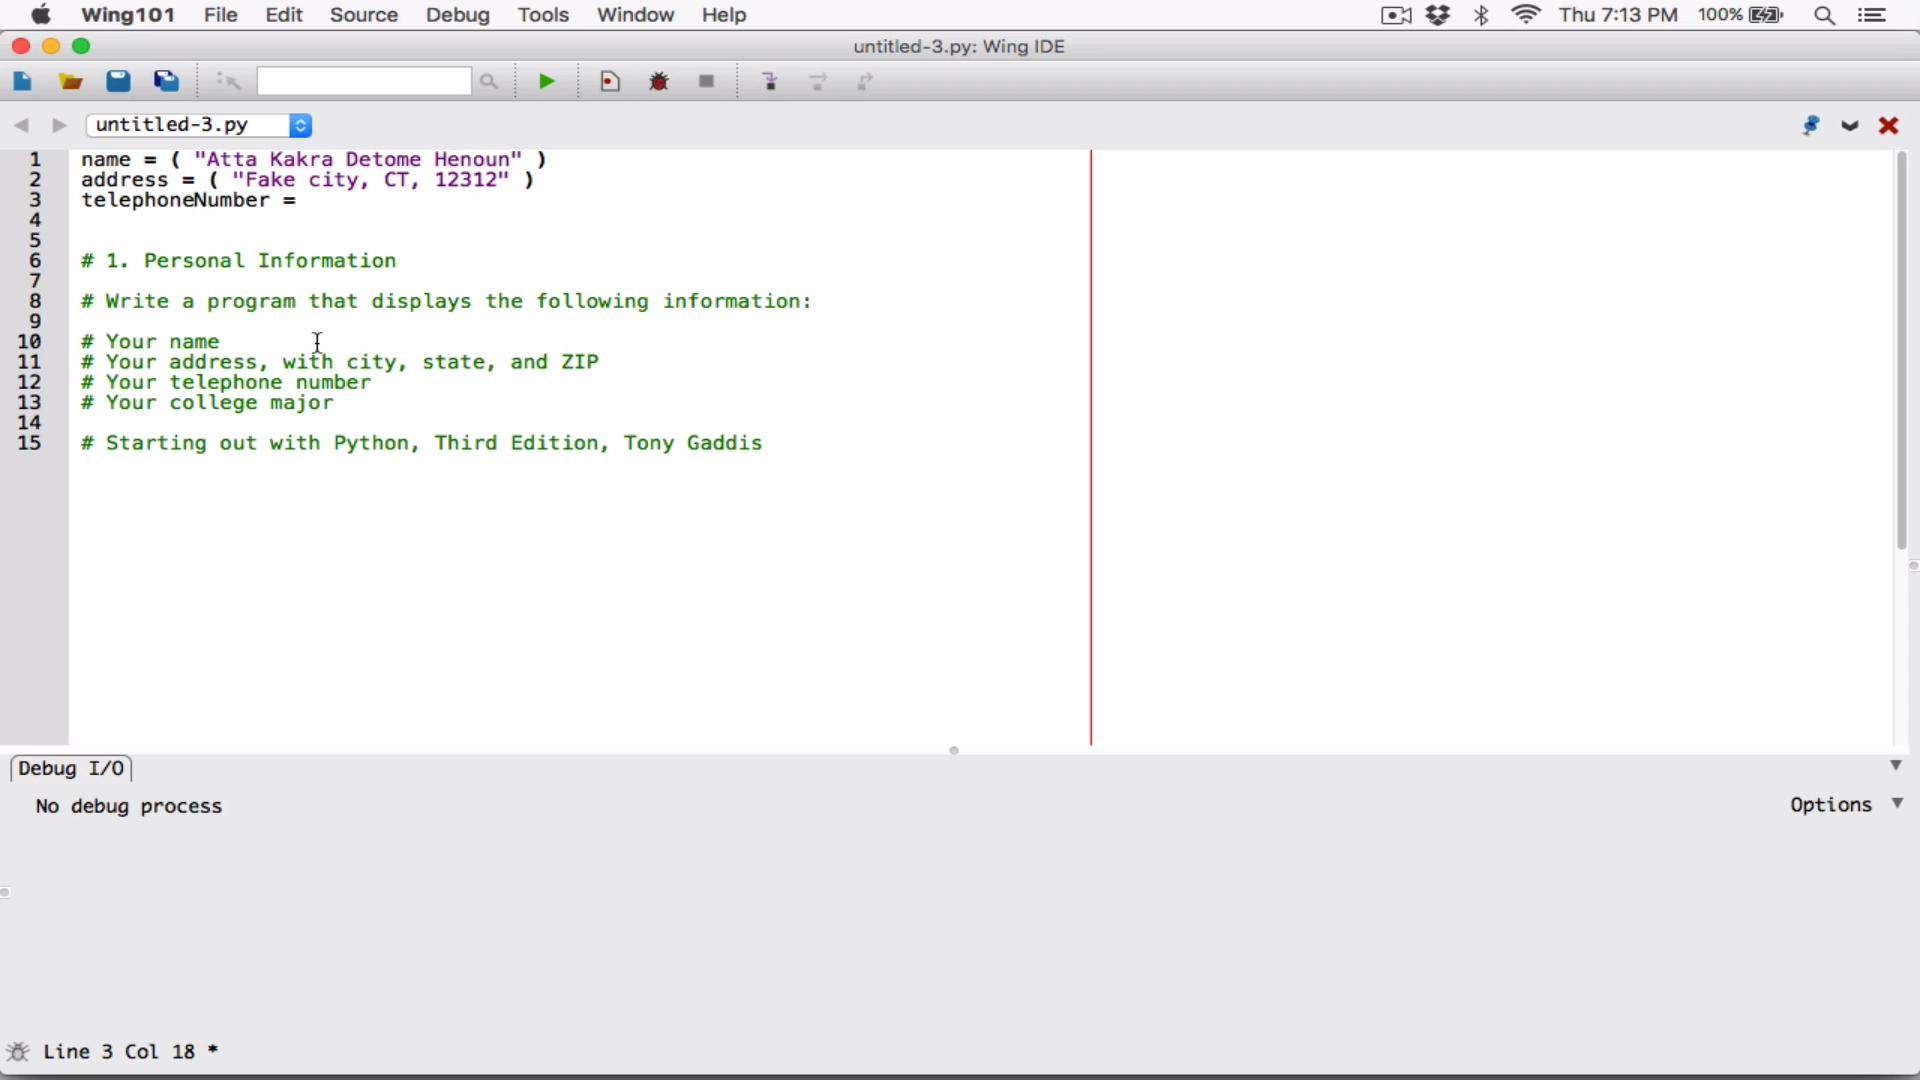 Wing101 File Edit Source Debug Tools Window Help Thu 7:13 PM 100%
untitled-3.py: Wing IDE
untitled-3.py
1 name = ( "Atta Kakra Detome Henoun" )
2 address = ( "Fake city, CT, 12312" )
3 telephoneNumber =
4
5
6 # 1. Personal Information
7
8 # Write a program that displays the following information:
9
10 # Your name
11 # Your address, with city, state, and ZIP
12 # Your telephone number
13 # Your college major
14
15 # Starting out with Python, Third Edition, Tony Gaddis
Debug I/O
No debug process Options
Line 3 Col 18 *